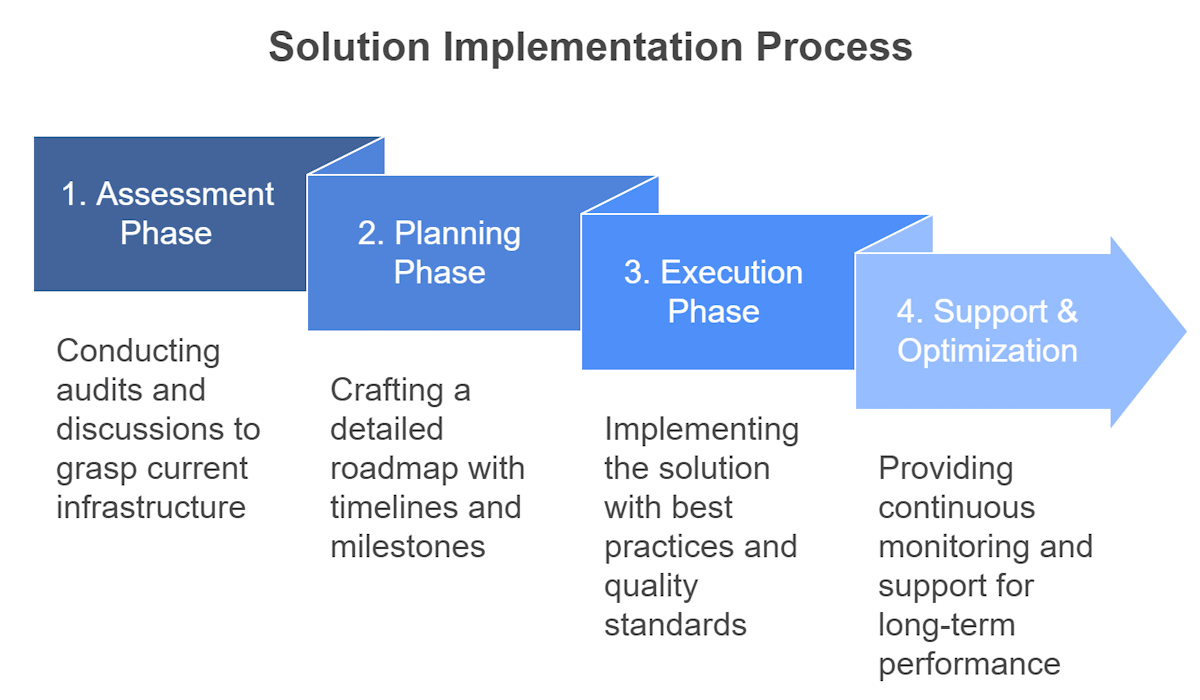 Solution Implementation Process
1. Assessment
Phase
Conducting
audits and
discussions to
grasp current
infrastructure
2. Planning
Phase
Crafting a
detailed
roadmap with
timelines and
milestones
3. Execution
Phase
Implementing
the solution
with best
practices and
quality
standards
4. Support &
Optimization
Providing
continuous
monitoring and
support for
long-term
performance